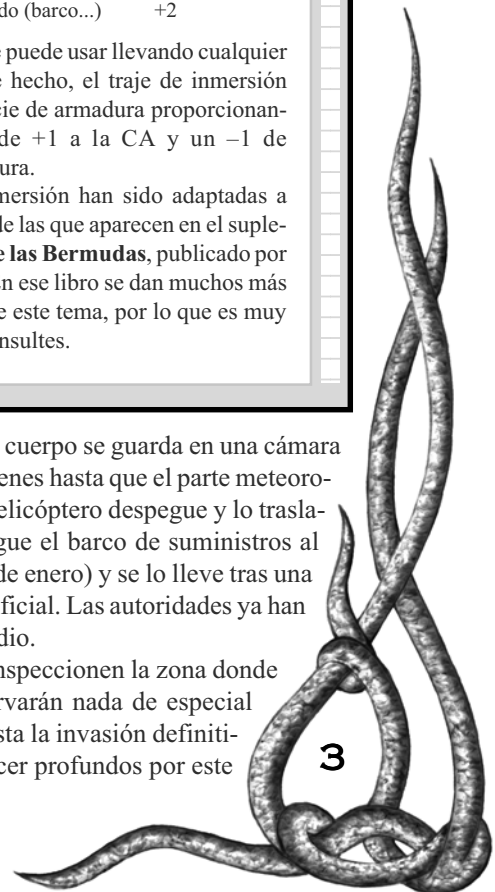 do (barco...) +2
puede usar llevando cualquier
hecho, el traje de inmersión
cie de armadura proporcionan-
de +1 a la CA y un –1 de
ura.
mersión han sido adaptadas a
de las que aparecen en el suple-
e las Bermudas, publicado por
n ese libro se dan muchos más
e este tema, por lo que es muy
nsultes.
cuerpo se guarda en una cámara
enes hasta que el parte meteoro-
elicóptero despegue y lo trasla-
gue el barco de suministros al
de enero) y se lo lleve tras una
ficial. Las autoridades ya han
dio.
nspeccionen la zona donde
rvarán nada de especial
sta la invasión definiti-
cer profundos por este
3